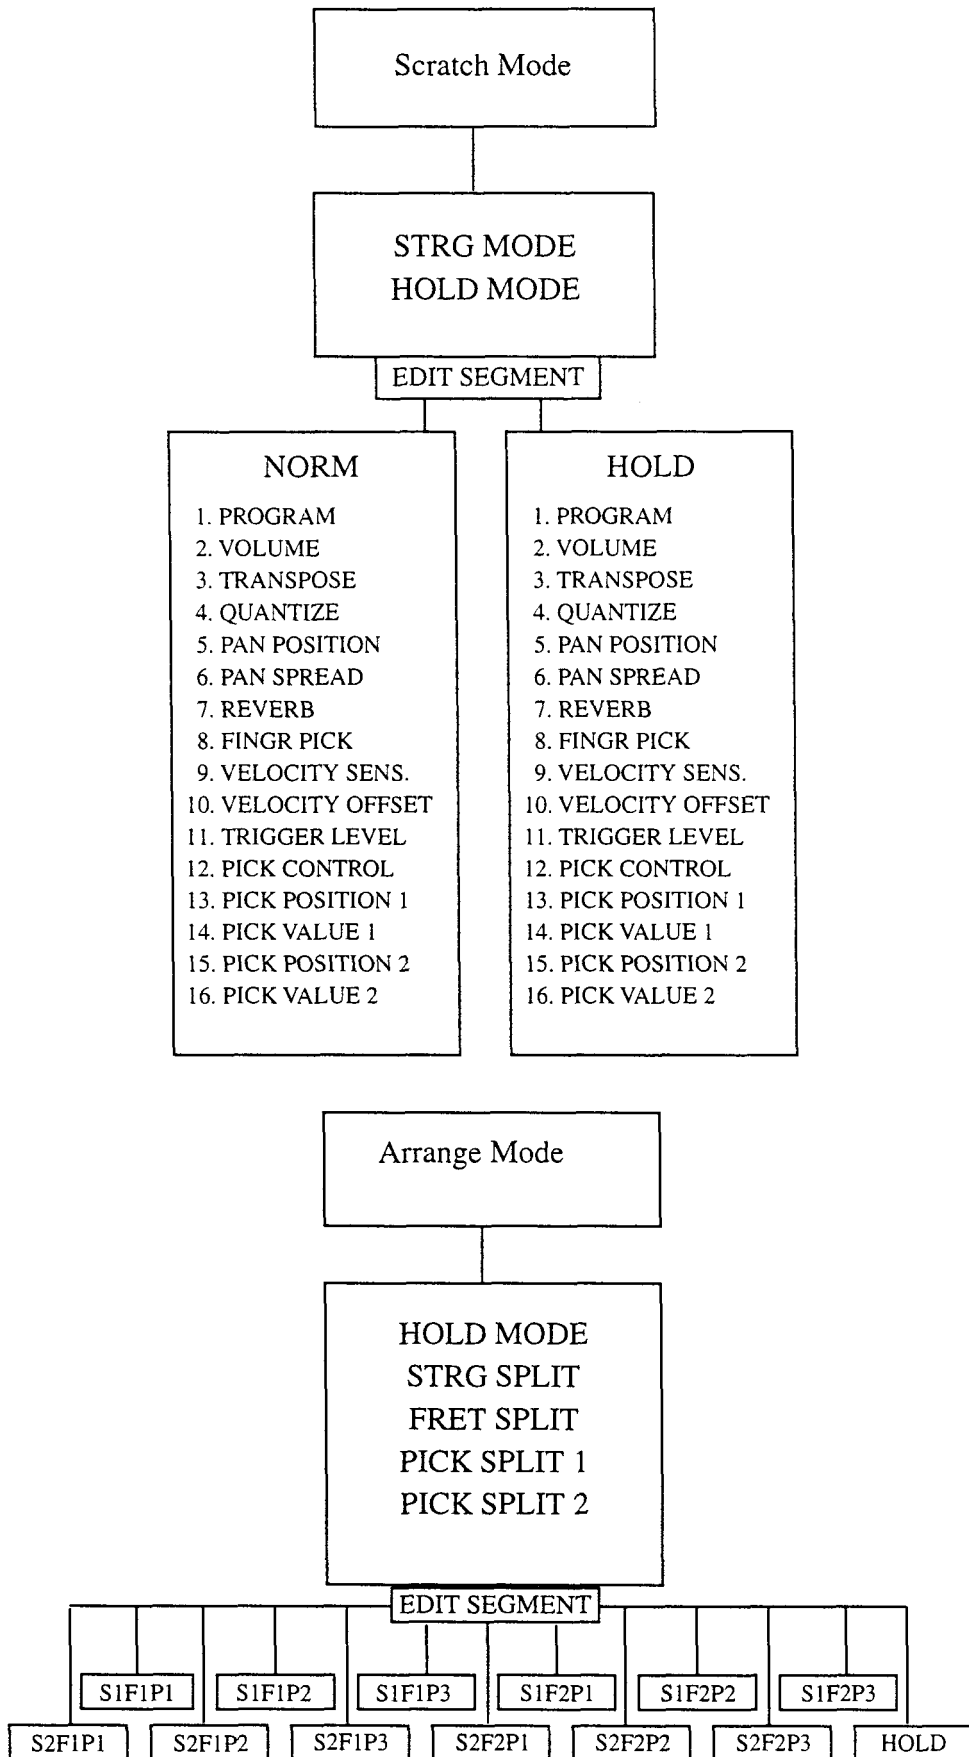 Scratch Mode
STRG MODE
HOLD MODE
EDIT SEGMENT
NORM
1. PROGRAM
2. VOLUME
3. TRANSPOSE
4. QUANTIZE
5. PAN POSITION
6. PAN SPREAD
7. REVERB
8. FINGR PICK
9. VELOCITY SENS.
10. VELOCITY OFFSET
11. TRIGGER LEVEL
12. PICK CONTROL
13. PICK POSITION 1
14. PICK VALUE 1
15. PICK POSITION 2
16. PICK VALUE 2
HOLD
1. PROGRAM
2. VOLUME
3. TRANSPOSE
4. QUANTIZE
5. PAN POSITION
6. PAN SPREAD
7. REVERB
8. FINGR PICK
9. VELOCITY SENS.
10. VELOCITY OFFSET
11. TRIGGER LEVEL
12. PICK CONTROL
13. PICK POSITION 1
14. PICK VALUE 1
15. PICK POSITION 2
16. PICK VALUE 2
Arrange Mode
HOLD MODE
STRG SPLIT
FRET SPLIT
PICK SPLIT 1
PICK SPLIT 2
EDIT SEGMENT
S1F1P1 S1F1P2 S1F1P3 S1F2P1 S1F2P2 S1F2P3
S2F1P1 S2F1P2 S2F1P3 S2F2P1 S2F2P2 S2F2P3 HOLD